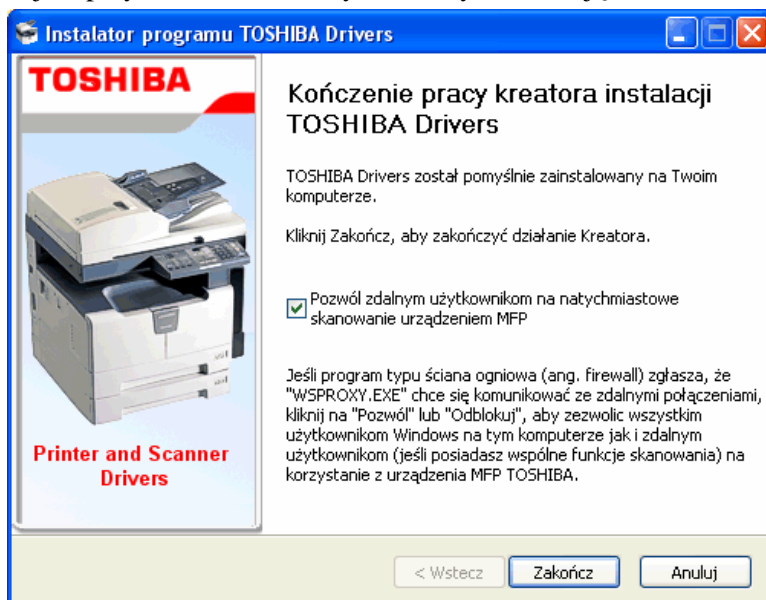 Instalator programu TOSHIBA Drivers
TOSHIBA
Printer and Scanner
Drivers
Kończenie pracy kreatora instalacji
TOSHIBA Drivers
TOSHIBA Drivers został pomyślnie zainstalowany na Twoim
komputerze.
Kliknij Zakończ, aby zakończyć działanie Kreatora.
Pozwól zdalnym użytkownikom na natychmiastowe
skanowanie urządzeniem MFP
Jeśli program typu ściana ogniowa (ang. firewall) zgłasza, że
"WSPROXY.EXE" chce się komunikować ze zdalnymi połączeniami,
kliknij na "Pozwól" lub "Odblokuj", aby zezwolic wszystkim
użytkownikom Windows na tym komputerze jak i zdalnym
użytkownikom (jeśli posiadasz wspólne funkcje skanowania) na
korzystanie z urządzenia MFP TOSHIBA.
< Wstecz
Zakończ
Anuluj